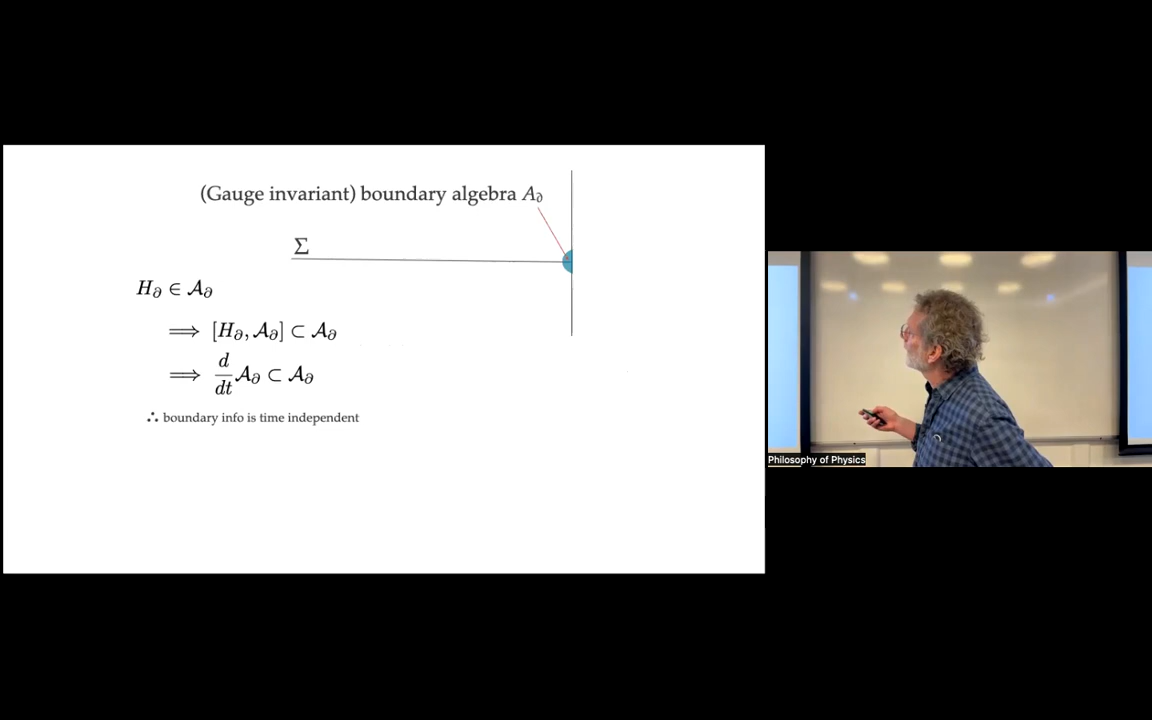 (Gauge invariant) boundary algebra A∂
Σ
H∂ ∈ 𝒜∂
⟹ [H∂, 𝒜∂] ⊂ 𝒜∂
⟹ d/dt 𝒜∂ ⊂ 𝒜∂
∴ boundary info is time independent
Philosophy of Physics